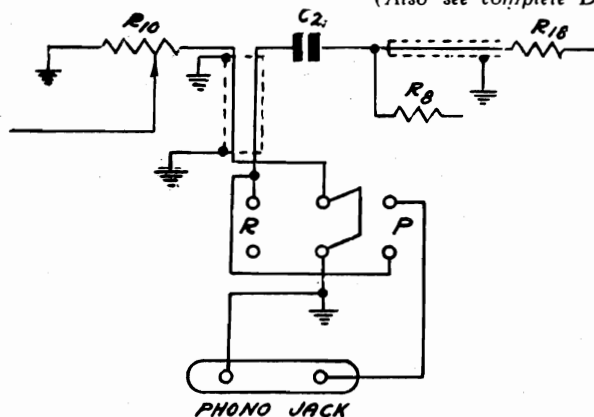 (Also see complete D
R10
C2
R18
R8
R
P
PHONO JACK